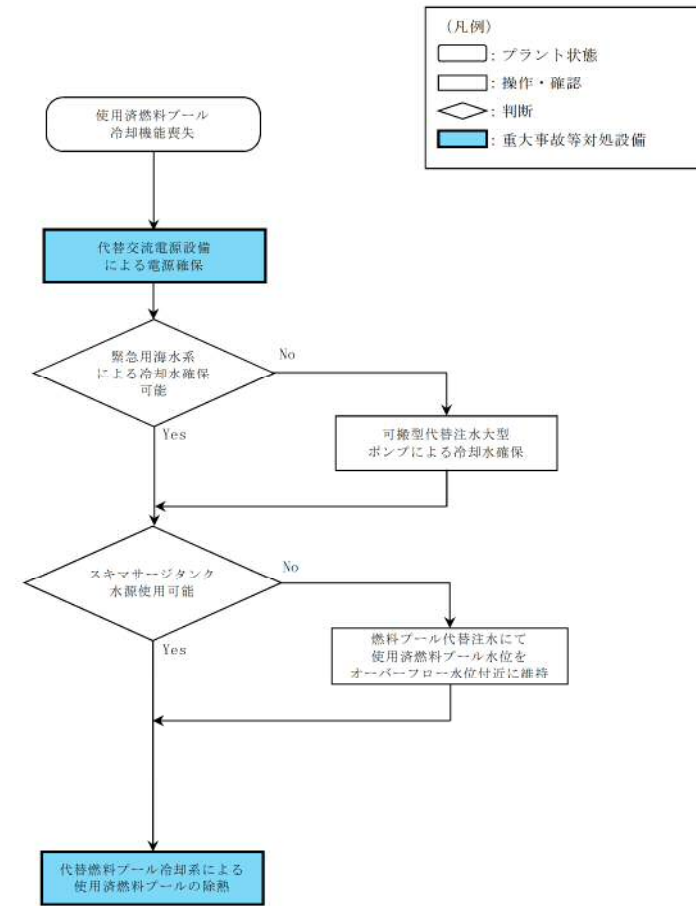 (凡例)
: プラント状態
: 操作・確認
: 判断
: 重大事故等対処設備
使用済燃料プール
冷却機能喪失
代替交流電源設備
による電源確保
緊急用海水系
による冷却水確保
可能
No
Yes
可搬型代替注水大型
ポンプによる冷却水確保
スキマサージタンク
水源使用可能
No
Yes
燃料プール代替注水にて
使用済燃料プール水位を
オーバーフロー水位付近に維持
代替燃料プール冷却系による
使用済燃料プールの除熱